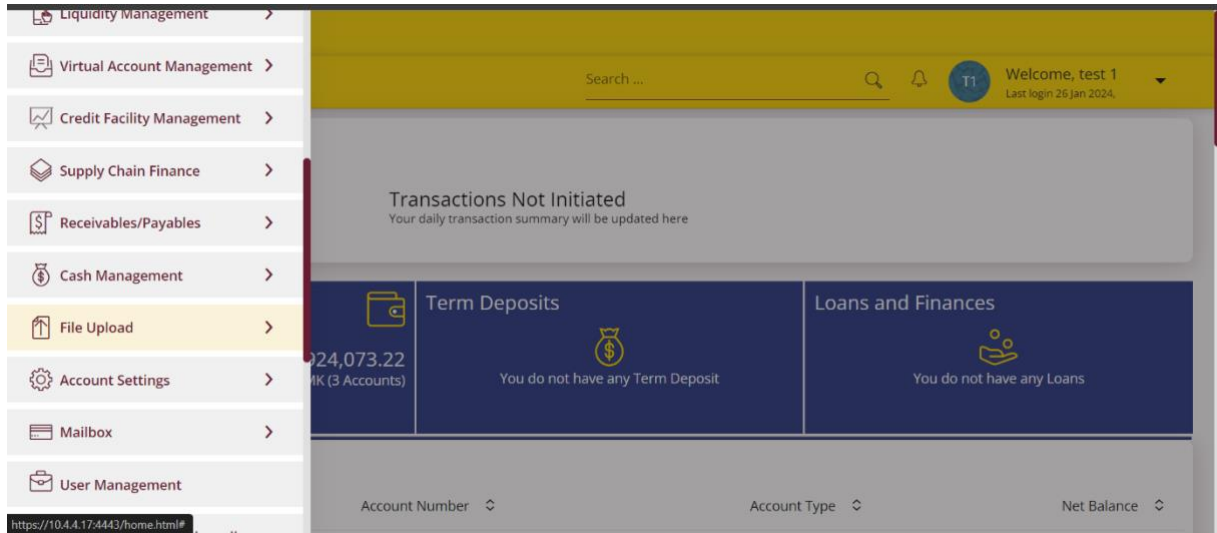 Liquidity Management
Virtual Account Management
Credit Facility Management
Supply Chain Finance
Receivables/Payables
Cash Management
File Upload
Account Settings
Mailbox
User Management
https://10.4.4.17:4443/home.html#
Search ...
T1
Welcome, test 1
Last login 26 Jan 2024,
Transactions Not Initiated
Your daily transaction summary will be updated here
924,073.22
MK (3 Accounts)
Term Deposits
You do not have any Term Deposit
Loans and Finances
You do not have any Loans
Account Number
Account Type
Net Balance